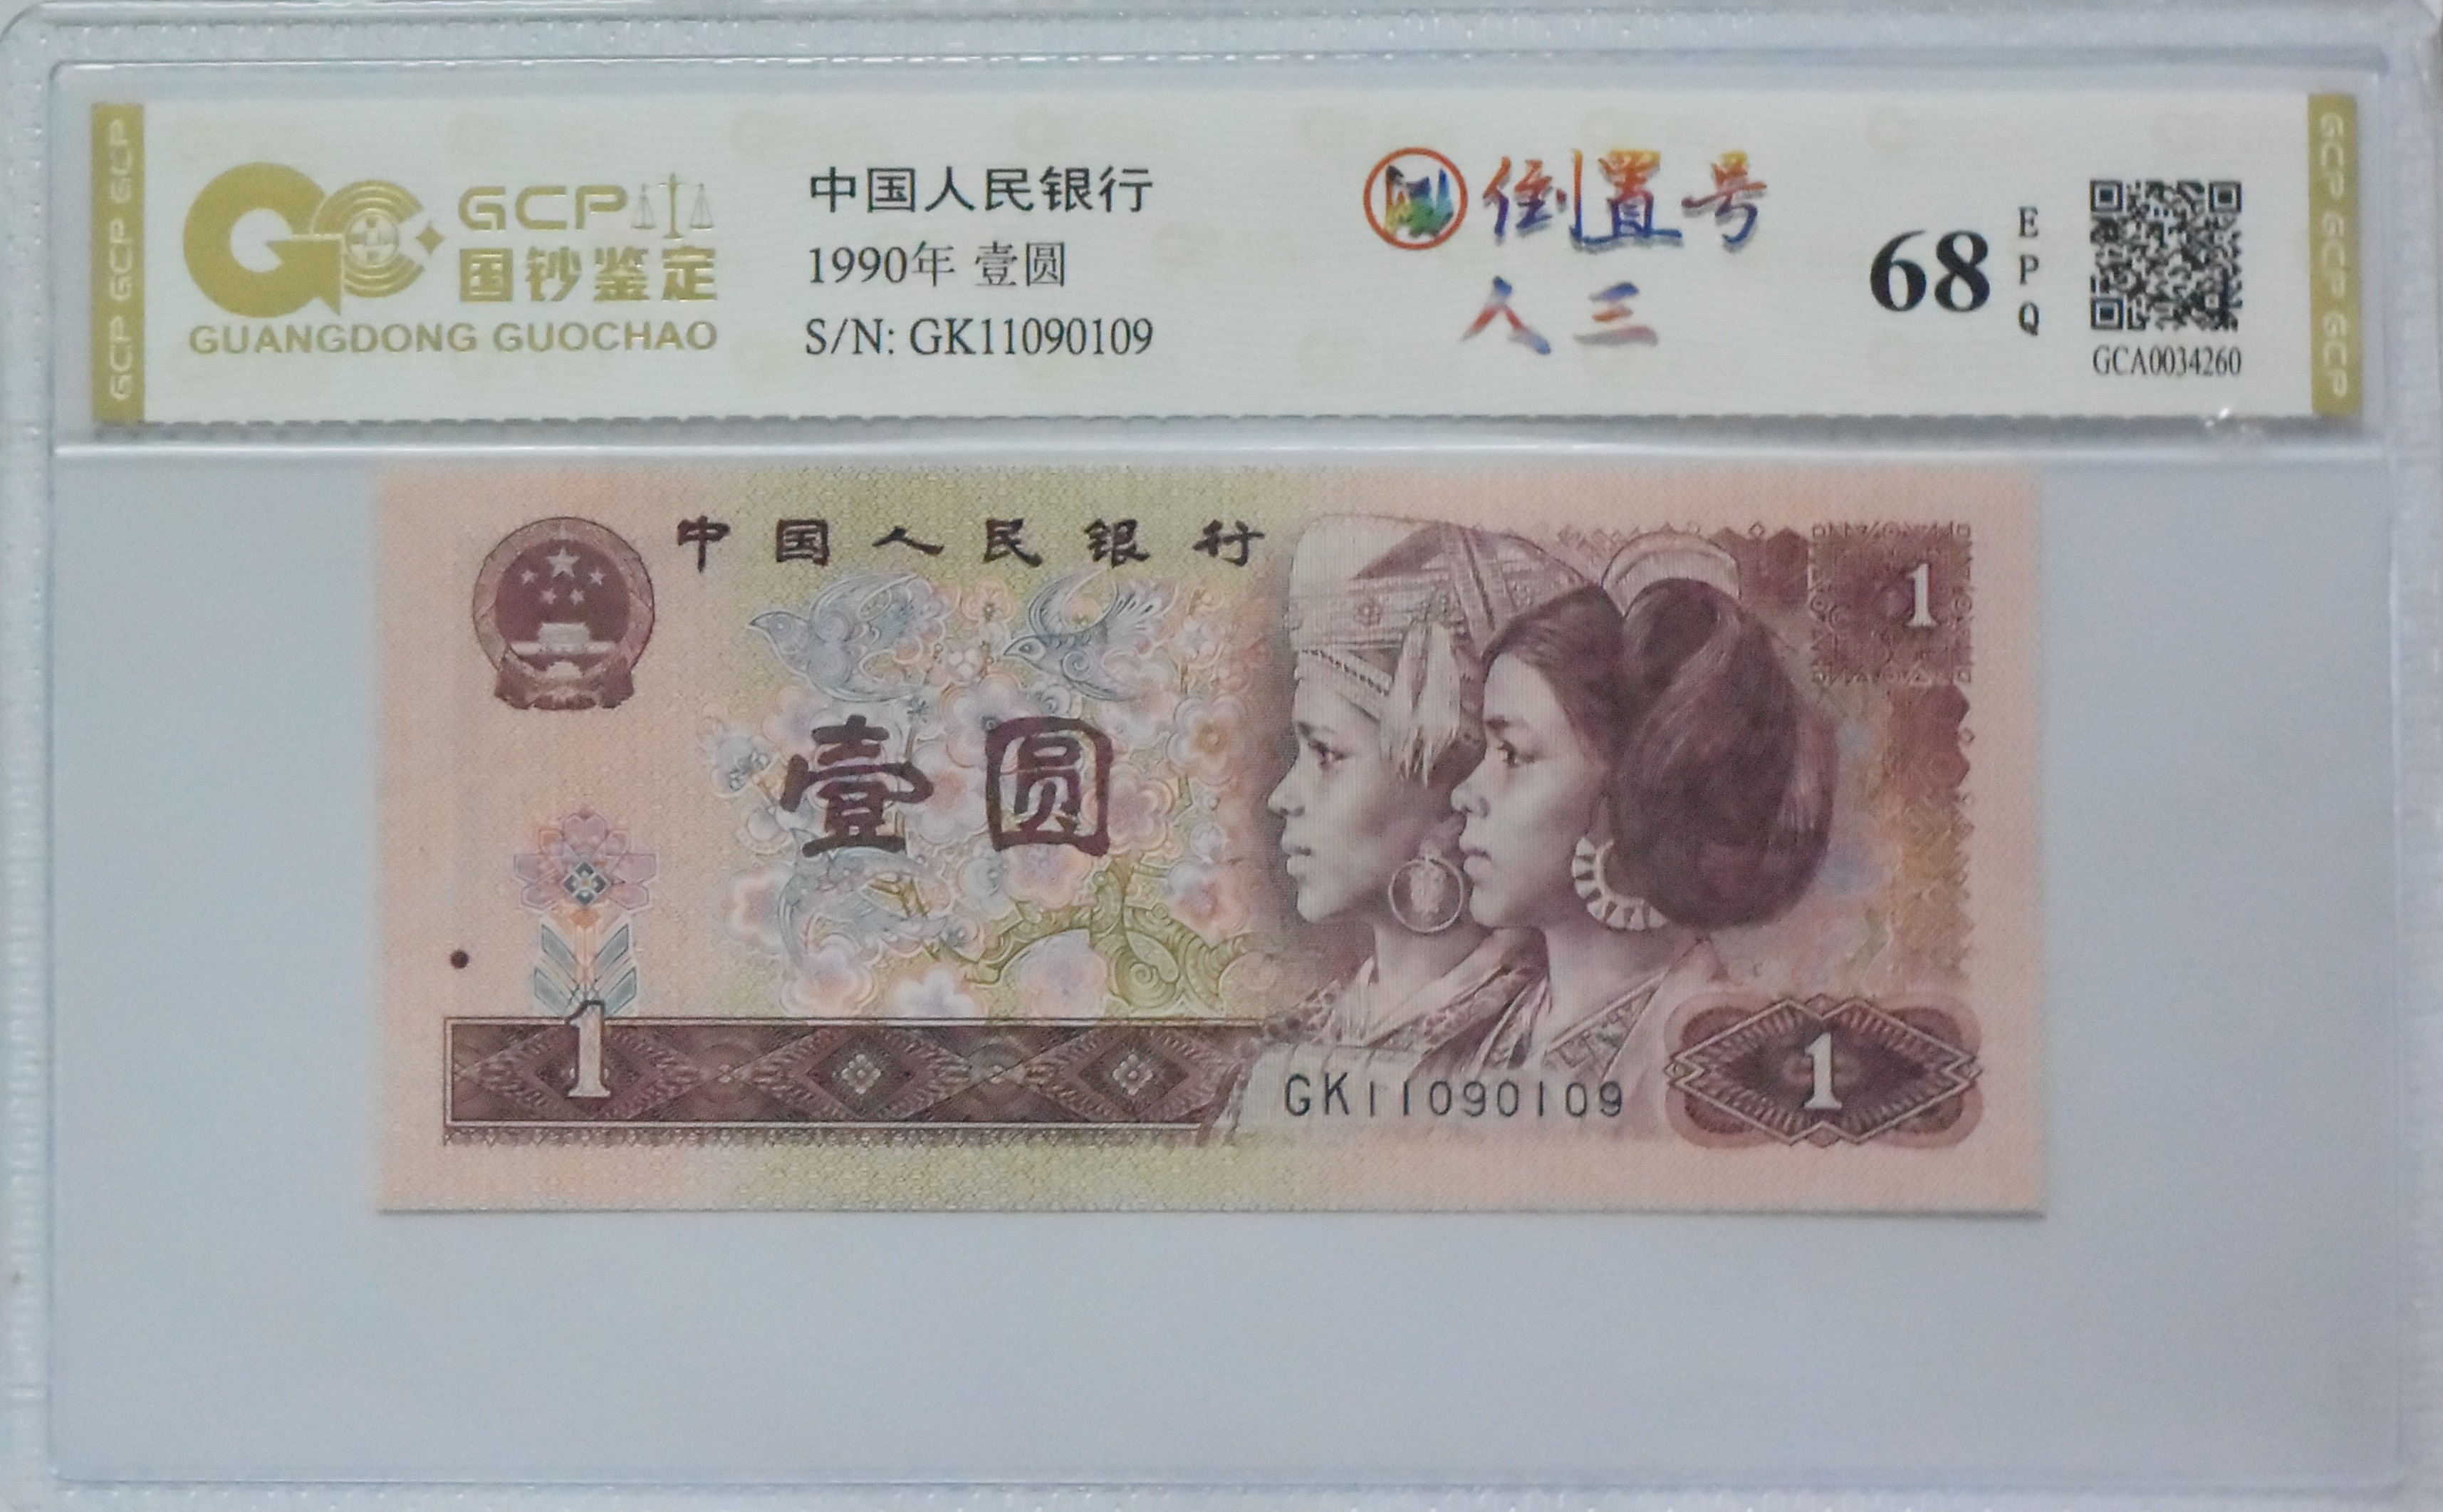 GCP GCP GCP
GCP
国钞鉴定
GUANGDONG GUOCHAO
中国人民银行
1990年 壹圆
S/N: GK11090109
倒置号
人三
68
EPQ
GCA0034260
GCP GCP GCP
中国人民银行
1
壹圆
1
GK11090109
1